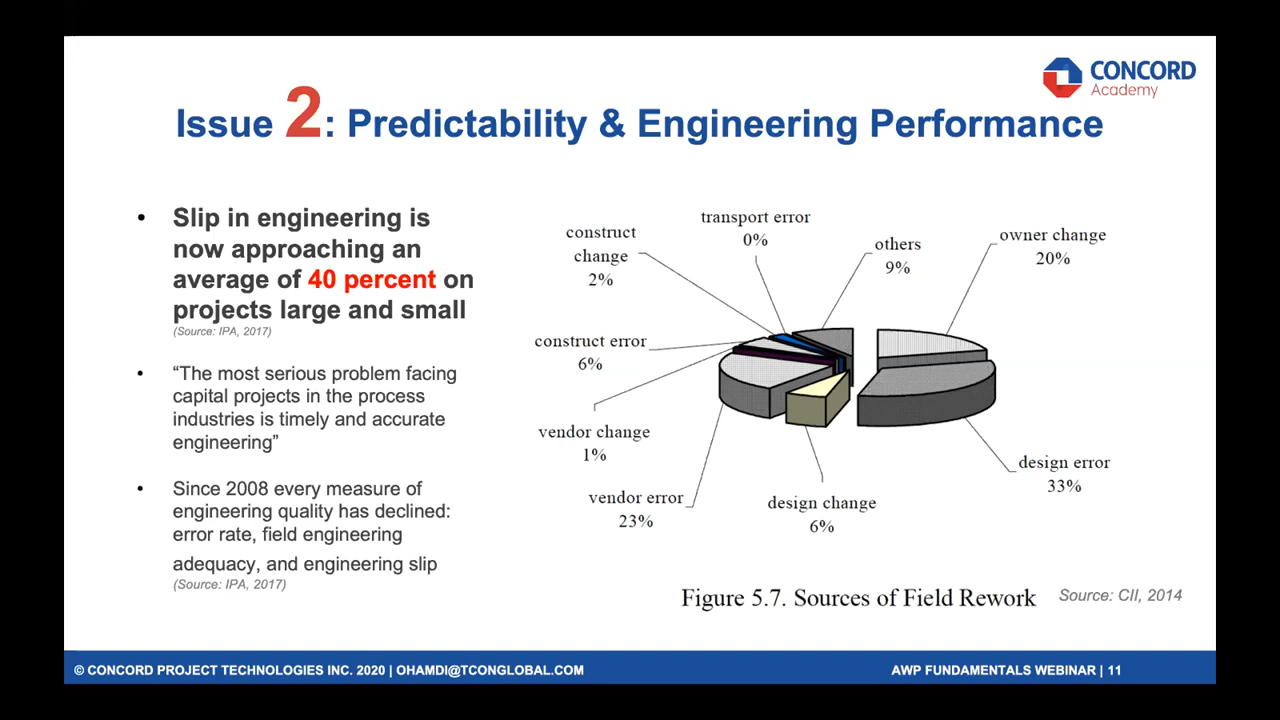 CONCORD
Academy
Issue 2: Predictability & Engineering Performance
• Slip in engineering is
now approaching an
average of 40 percent on
projects large and small
(Source: IPA, 2017)
• “The most serious problem facing
capital projects in the process
industries is timely and accurate
engineering”
• Since 2008 every measure of
engineering quality has declined:
error rate, field engineering
adequacy, and engineering slip
(Source: IPA, 2017)
transport error
0%
construct
change
2%
others
9%
owner change
20%
construct error
6%
vendor change
1%
vendor error
23%
design change
6%
design error
33%
Figure 5.7. Sources of Field Rework
Source: CII, 2014
© CONCORD PROJECT TECHNOLOGIES INC. 2020 | OHAMDI@TCONGLOBAL.COM
AWP FUNDAMENTALS WEBINAR | 11